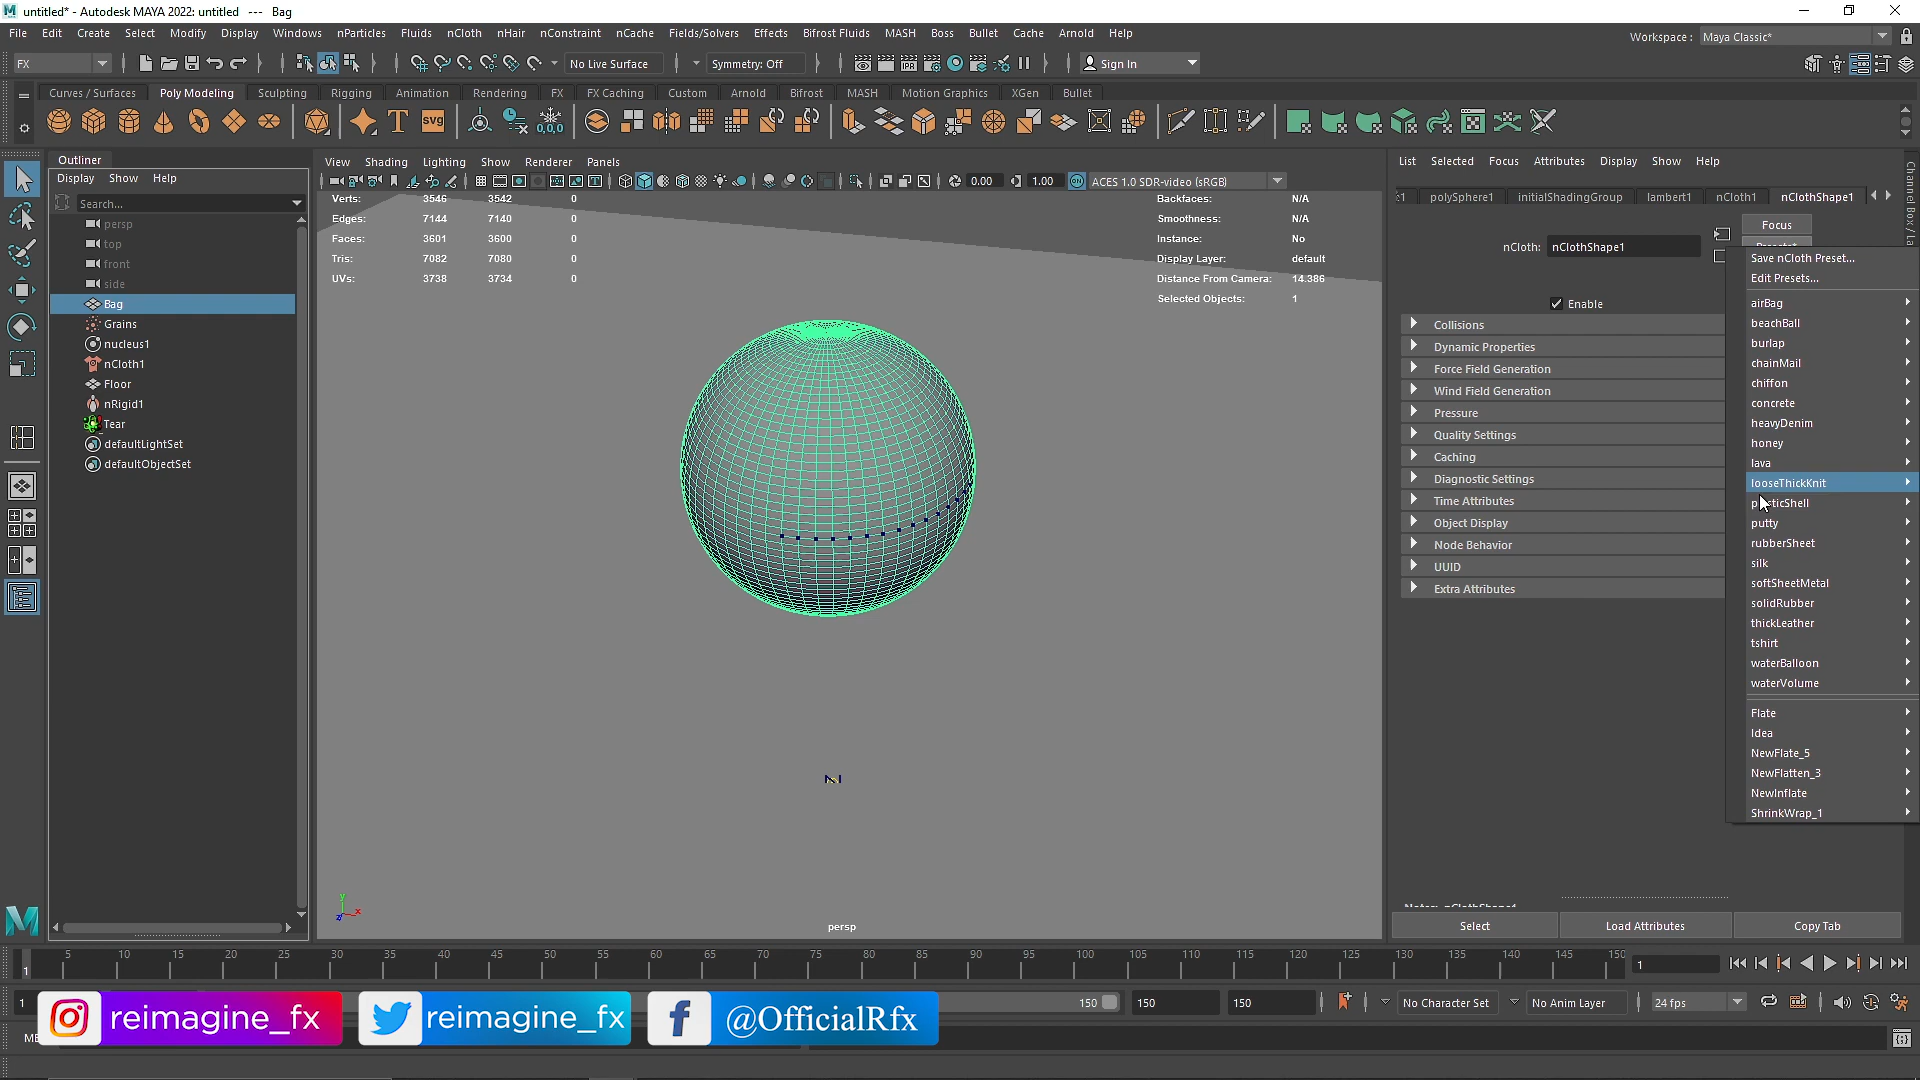 untitled* - Autodesk MAYA 2022: untitled --- Bag
File Edit Create Select Modify Display Windows nParticles Fluids nCloth nHair nConstraint nCache Fields/Solvers Effects Bifrost Fluids MASH Boss Bullet Cache Arnold Help
Workspace : Maya Classic*
FX No Live Surface Symmetry: Off Sign In
Curves / Surfaces Poly Modeling Sculpting Rigging Animation Rendering FX FX Caching Custom Arnold Bifrost MASH Motion Graphics XGen Bullet
Outliner
Display Show Help
Search...
persp
top
front
side
Bag
Grains
nucleus1
nCloth1
Floor
nRigid1
Tear
defaultLightSet
defaultObjectSet
View Shading Lighting Show Renderer Panels
0.00 1.00 ACES 1.0 SDR-video (sRGB)
Verts: 3546 3542 0
Edges: 7144 7140 0
Faces: 3601 3600 0
Tris: 7082 7080 0
UVs: 3738 3734 0
Backfaces: N/A
Smoothness: N/A
Instance: No
Display Layer: default
Distance From Camera: 14.386
Selected Objects: 1
persp
List Selected Focus Attributes Display Show Help
polySphere1 initialShadingGroup lambert1 nCloth1 nClothShape1
Focus
nCloth: nClothShape1
Enable
Collisions
Dynamic Properties
Force Field Generation
Wind Field Generation
Pressure
Quality Settings
Caching
Diagnostic Settings
Time Attributes
Object Display
Node Behavior
UUID
Extra Attributes
Save nCloth Preset...
Edit Presets...
airBag
beachBall
burlap
chainMail
chiffon
concrete
heavyDenim
honey
lava
looseThickKnit
putty
rubberSheet
silk
softSheetMetal
solidRubber
thickLeather
tshirt
waterBalloon
waterVolume
Flate
Idea
NewFlate_5
NewFlatten_3
NewInflate
ShrinkWrap_1
Select Load Attributes Copy Tab
1 5 10 15 20 25 30 35 40 45 50 55 60 65 70 75 80 85 90 95 100 105 110 115 120 125 130 135 140 145 150 1
1 150 150 150 No Character Set No Anim Layer 24 fps
reimagine_fx reimagine_fx @OfficialRfx